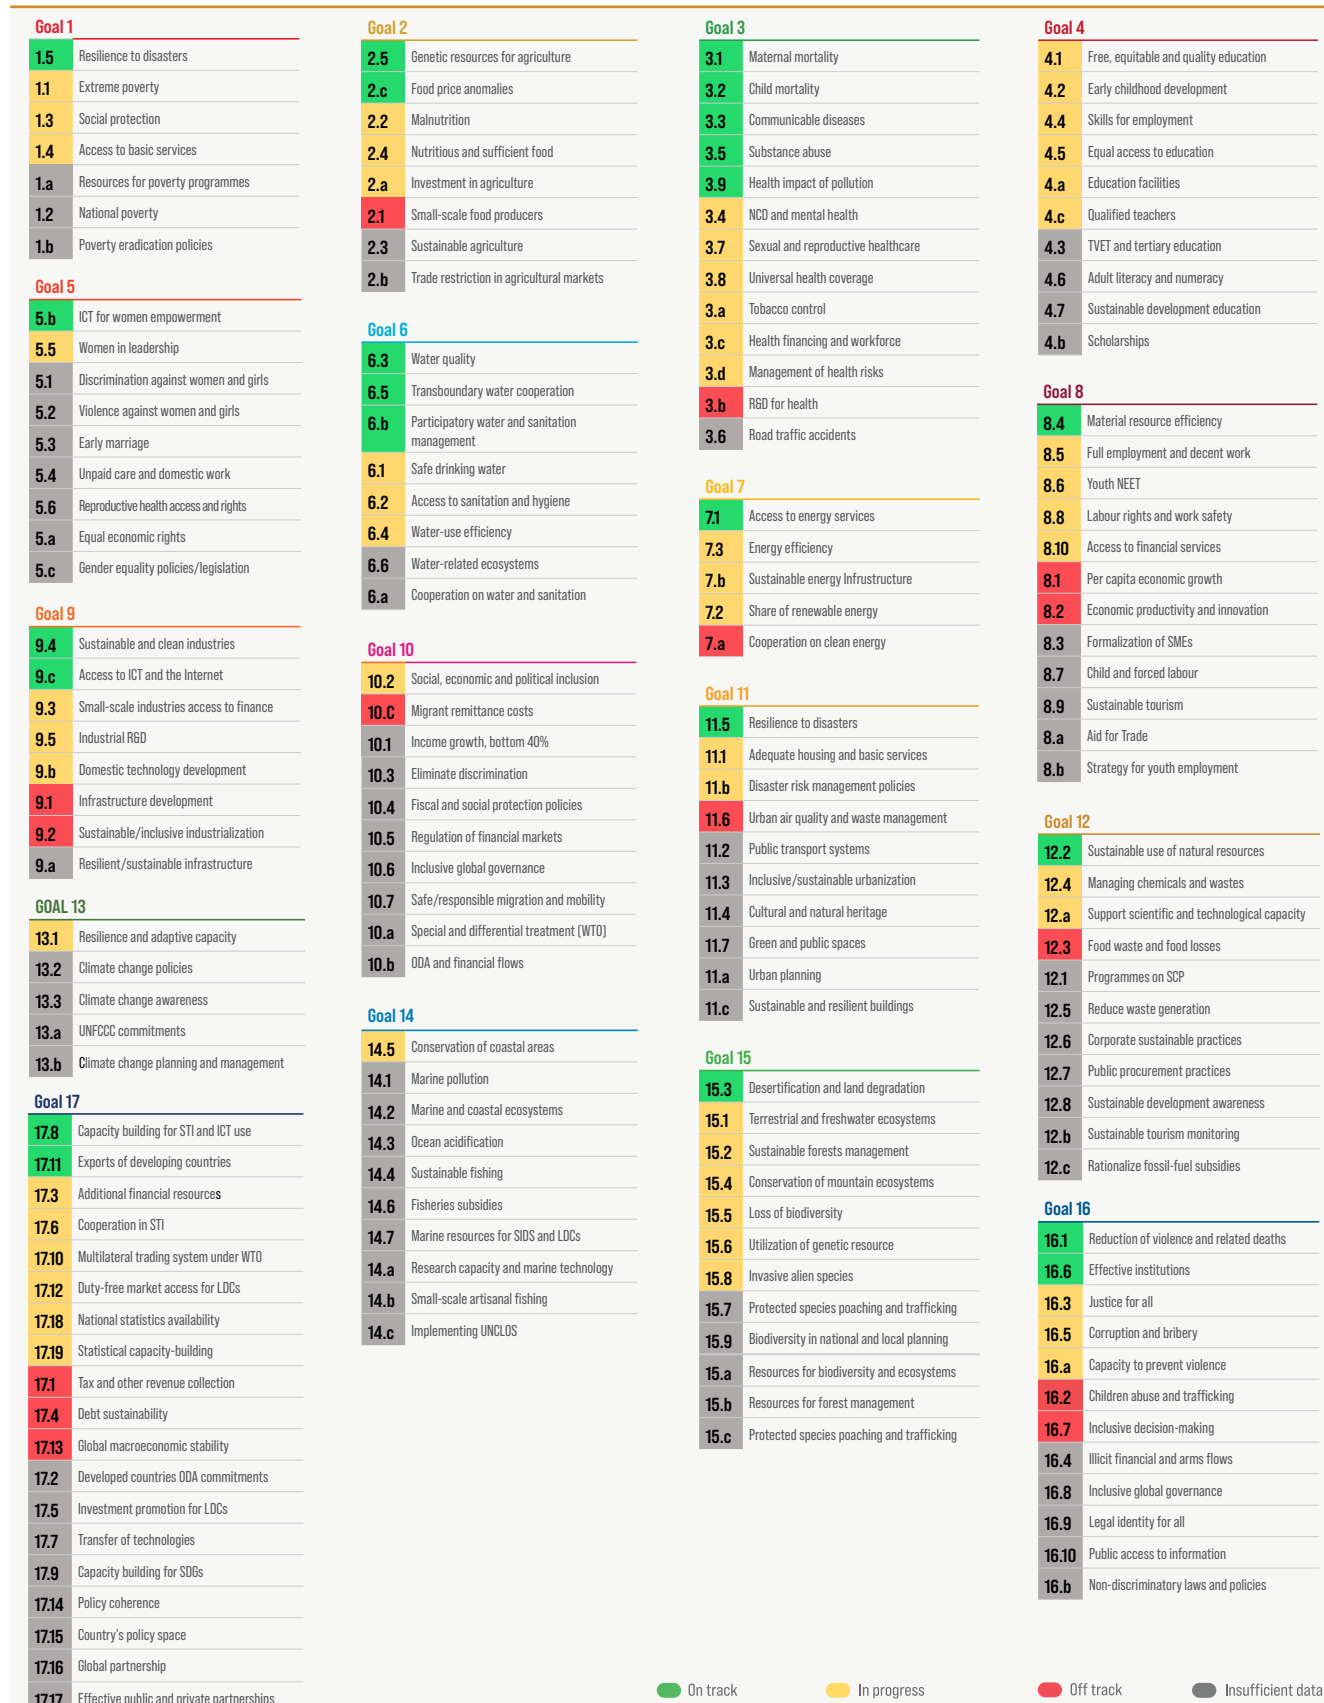 Goal 1
1.5 Resilience to disasters
1.1 Extreme poverty
1.3 Social protection
1.4 Access to basic services
1.a Resources for poverty programmes
1.2 National poverty
1.b Poverty eradication policies
Goal 5
5.b ICT for women empowerment
5.5 Women in leadership
5.1 Discrimination against women and girls
5.2 Violence against women and girls
5.3 Early marriage
5.4 Unpaid care and domestic work
5.6 Reproductive health access and rights
5.a Equal economic rights
5.c Gender equality policies/legislation
Goal 9
9.4 Sustainable and clean industries
9.c Access to ICT and the Internet
9.3 Small-scale industries access to finance
9.5 Industrial R&D
9.b Domestic technology development
9.1 Infrastructure development
9.2 Sustainable/inclusive industrialization
9.a Resilient/sustainable infrastructure
GOAL 13
13.1 Resilience and adaptive capacity
13.2 Climate change policies
13.3 Climate change awareness
13.a UNFCCC commitments
13.b Climate change planning and management
Goal 17
17.8 Capacity building for STI and ICT use
17.11 Exports of developing countries
17.3 Additional financial resources
17.6 Cooperation in STI
17.10 Multilateral trading system under WTO
17.12 Duty-free market access for LDCs
17.18 National statistics availability
17.19 Statistical capacity-building
17.1 Tax and other revenue collection
17.4 Debt sustainability
17.13 Global macroeconomic stability
17.2 Developed countries ODA commitments
17.5 Investment promotion for LDCs
17.7 Transfer of technologies
17.9 Capacity building for SDGs
17.14 Policy coherence
17.15 Country's policy space
17.16 Global partnership
17.17 Effective public and private partnerships
Goal 2
2.5 Genetic resources for agriculture
2.c Food price anomalies
2.2 Malnutrition
2.4 Nutritious and sufficient food
2.a Investment in agriculture
2.1 Small-scale food producers
2.3 Sustainable agriculture
2.b Trade restriction in agricultural markets
Goal 6
6.3 Water quality
6.5 Transboundary water cooperation
6.b Participatory water and sanitation
management
6.1 Safe drinking water
6.2 Access to sanitation and hygiene
6.4 Water-use efficiency
6.6 Water-related ecosystems
6.a Cooperation on water and sanitation
Goal 10
10.2 Social, economic and political inclusion
10.C Migrant remittance costs
10.1 Income growth, bottom 40%
10.3 Eliminate discrimination
10.4 Fiscal and social protection policies
10.5 Regulation of financial markets
10.6 Inclusive global governance
10.7 Safe/responsible migration and mobility
10.a Special and differential treatment (WTO)
10.b ODA and financial flows
Goal 14
14.5 Conservation of coastal areas
14.1 Marine pollution
14.2 Marine and coastal ecosystems
14.3 Ocean acidification
14.4 Sustainable fishing
14.6 Fisheries subsidies
14.7 Marine resources for SIDS and LDCs
14.a Research capacity and marine technology
14.b Small-scale artisanal fishing
14.c Implementing UNCLOS
Goal 3
3.1 Maternal mortality
3.2 Child mortality
3.3 Communicable diseases
3.5 Substance abuse
3.9 Health impact of pollution
3.4 NCD and mental health
3.7 Sexual and reproductive healthcare
3.8 Universal health coverage
3.a Tobacco control
3.c Health financing and workforce
3.d Management of health risks
3.b R&D for health
3.6 Road traffic accidents
Goal 7
7.1 Access to energy services
7.3 Energy efficiency
7.b Sustainable energy Infrustructure
7.2 Share of renewable energy
7.a Cooperation on clean energy
Goal 11
11.5 Resilience to disasters
11.1 Adequate housing and basic services
11.b Disaster risk management policies
11.6 Urban air quality and waste management
11.2 Public transport systems
11.3 Inclusive/sustainable urbanization
11.4 Cultural and natural heritage
11.7 Green and public spaces
11.a Urban planning
11.c Sustainable and resilient buildings
Goal 15
15.3 Desertification and land degradation
15.1 Terrestrial and freshwater ecosystems
15.2 Sustainable forests management
15.4 Conservation of mountain ecosystems
15.5 Loss of biodiversity
15.6 Utilization of genetic resource
15.8 Invasive alien species
15.7 Protected species poaching and trafficking
15.9 Biodiversity in national and local planning
15.a Resources for biodiversity and ecosystems
15.b Resources for forest management
15.c Protected species poaching and trafficking
Goal 4
4.1 Free, equitable and quality education
4.2 Early childhood development
4.4 Skills for employment
4.5 Equal access to education
4.a Education facilities
4.c Qualified teachers
4.3 TVET and tertiary education
4.6 Adult literacy and numeracy
4.7 Sustainable development education
4.b Scholarships
Goal 8
8.4 Material resource efficiency
8.5 Full employment and decent work
8.6 Youth NEET
8.8 Labour rights and work safety
8.10 Access to financial services
8.1 Per capita economic growth
8.2 Economic productivity and innovation
8.3 Formalization of SMEs
8.7 Child and forced labour
8.9 Sustainable tourism
8.a Aid for Trade
8.b Strategy for youth employment
Goal 12
12.2 Sustainable use of natural resources
12.4 Managing chemicals and wastes
12.a Support scientific and technological capacity
12.3 Food waste and food losses
12.1 Programmes on SCP
12.5 Reduce waste generation
12.6 Corporate sustainable practices
12.7 Public procurement practices
12.8 Sustainable development awareness
12.b Sustainable tourism monitoring
12.c Rationalize fossil-fuel subsidies
Goal 16
16.1 Reduction of violence and related deaths
16.6 Effective institutions
16.3 Justice for all
16.5 Corruption and bribery
16.a Capacity to prevent violence
16.2 Children abuse and trafficking
16.7 Inclusive decision-making
16.4 Illicit financial and arms flows
16.8 Inclusive global governance
16.9 Legal identity for all
16.10 Public access to information
16.b Non-discriminatory laws and policies
On track In progress Off track Insufficient data